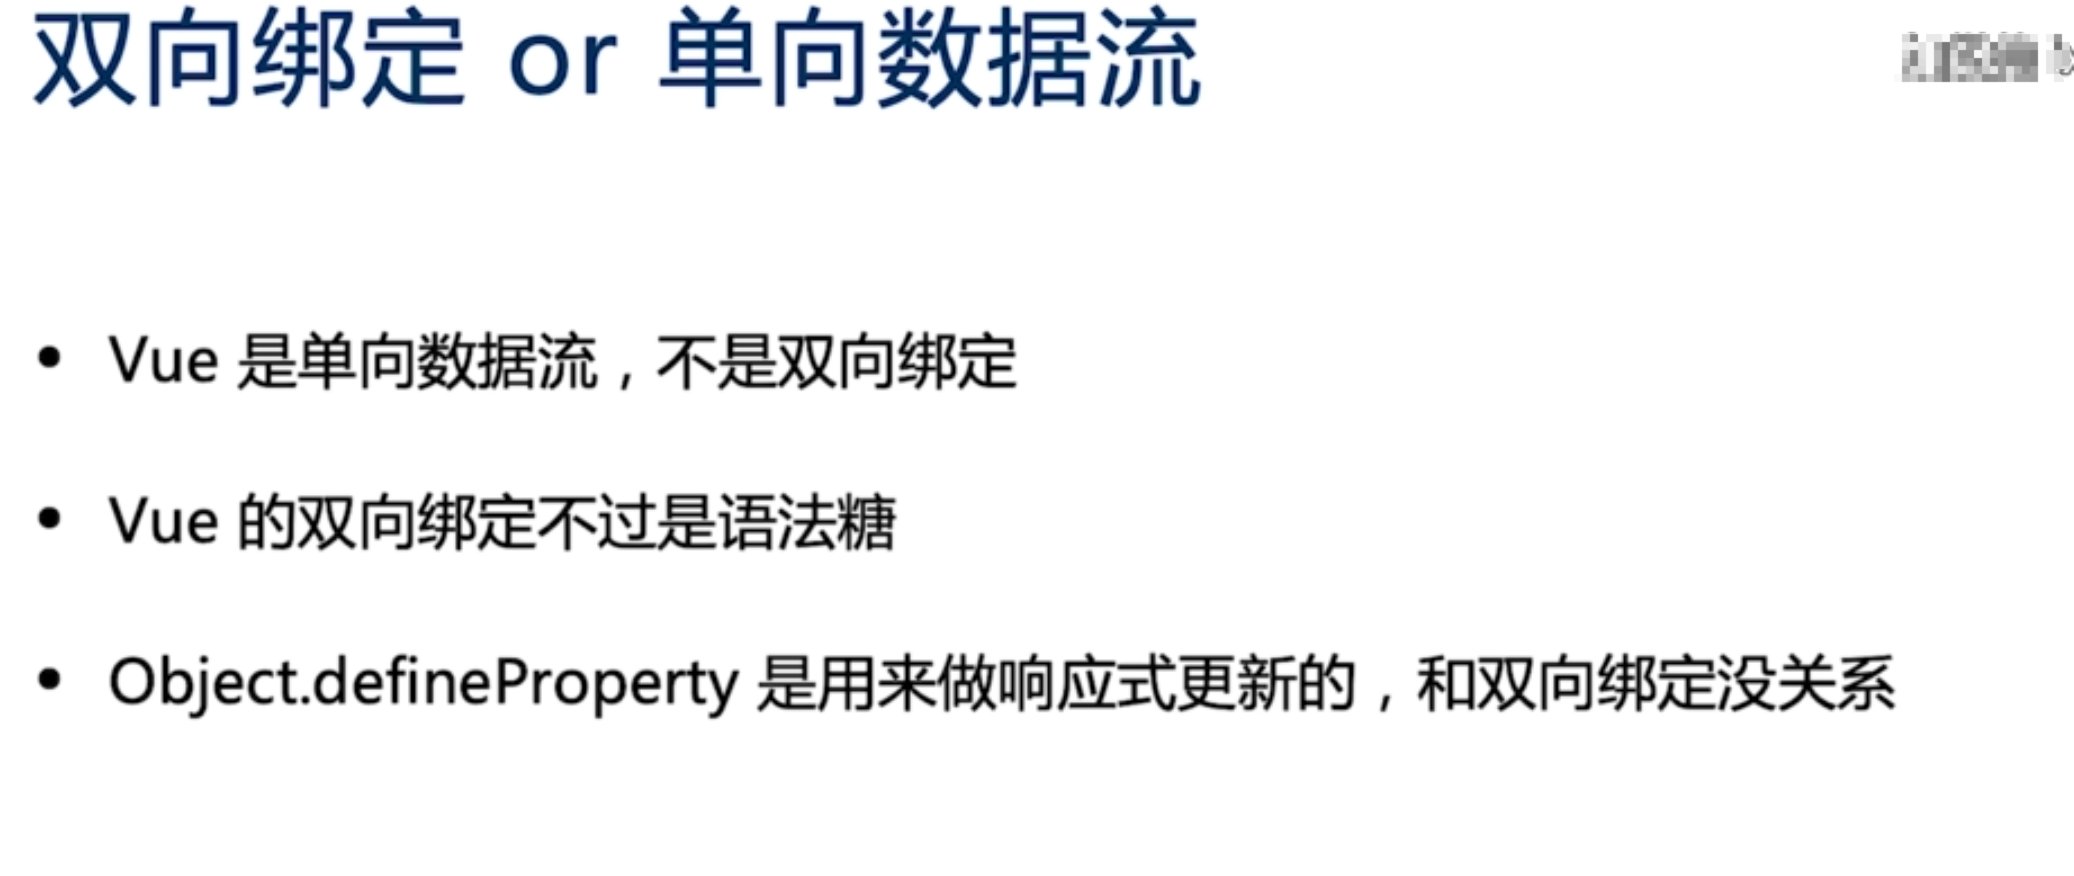 双向绑定 or 单向数据流
• Vue 是单向数据流，不是双向绑定
• Vue 的双向绑定不过是语法糖
• Object.defineProperty 是用来做响应式更新的，和双向绑定没关系